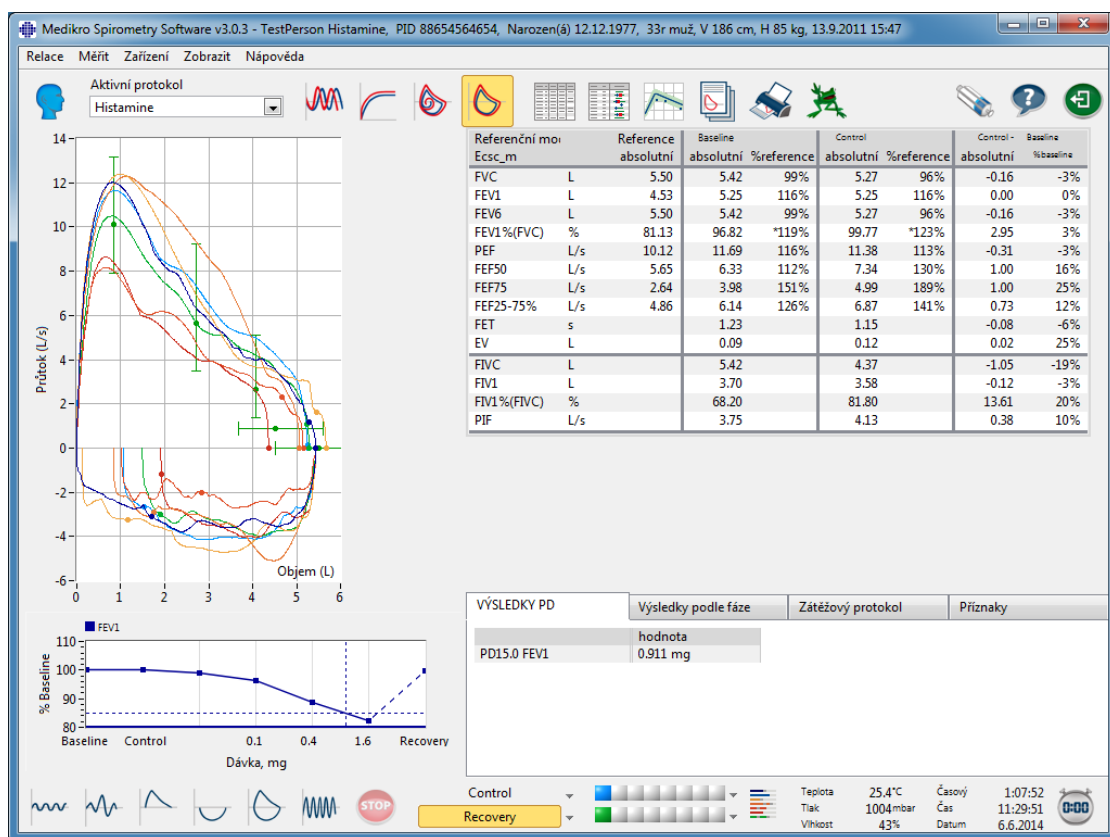 Medikro Spirometry Software v3.0.3 - TestPerson Histamine, PID 88654564654, Narozen(á) 12.12.1977, 33r muž, V 186 cm, H 85 kg, 13.9.2011 15:47
Relace Měřit Zařízení Zobrazit Nápověda
Aktivní protokol
Histamine
Referenční mo Reference Baseline Control Control - Baseline
Ecsc_m absolutní absolutní %reference absolutní %reference absolutní %baseline
FVC L 5.50 5.42 99% 5.27 96% -0.16 -3%
FEV1 L 4.53 5.25 116% 5.25 116% 0.00 0%
FEV6 L 5.50 5.42 99% 5.27 96% -0.16 -3%
FEV1%(FVC) % 81.13 96.82 *119% 99.77 *123% 2.95 3%
PEF L/s 10.12 11.69 116% 11.38 113% -0.31 -3%
FEF50 L/s 5.65 6.33 112% 7.34 130% 1.00 16%
FEF75 L/s 2.64 3.98 151% 4.99 189% 1.00 25%
FEF25-75% L/s 4.86 6.14 126% 6.87 141% 0.73 12%
FET s 1.23 1.15 -0.08 -6%
EV L 0.09 0.12 0.02 25%
FIVC L 5.42 4.37 -1.05 -19%
FIV1 L 3.70 3.58 -0.12 -3%
FIV1%(FIVC) % 68.20 81.80 13.61 20%
PIF L/s 3.75 4.13 0.38 10%
14
12
10
8
6
4
2
0
-2
-4
-6
Průtok (L/s)
Objem (L)
0 1 2 3 4 5 6
FEV1
110
100
90
80
% Baseline
Baseline Control 0.1 0.4 1.6 Recovery
Dávka, mg
VÝSLEDKY PD Výsledky podle fáze Zátěžový protokol Příznaky
hodnota
PD15.0 FEV1 0.911 mg
STOP
Control
Recovery
Teplota 25.4°C Časový 1:07:52
Tlak 1004 mbar Čas 11:29:51
Vlhkost 43% Datum 6.6.2014
0:00